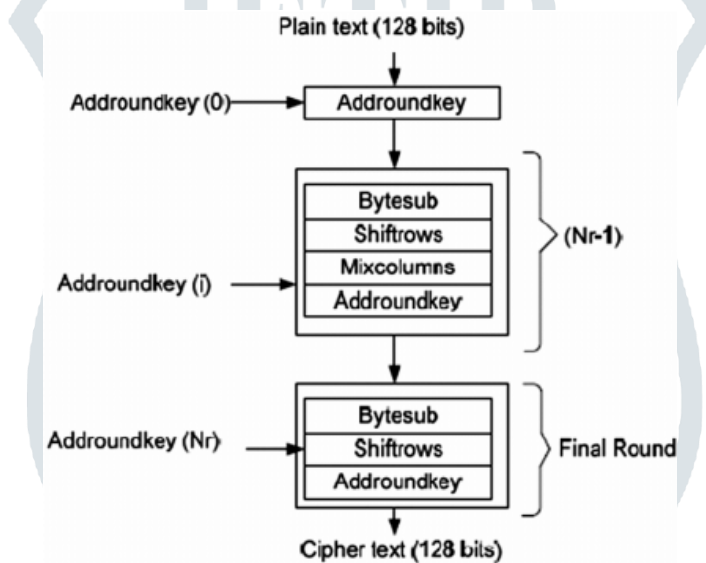 Plain text (128 bits)
Addroundkey (0)
Addroundkey
Bytesub
Shiftrows
(Nr-1)
Mixcolumns
Addroundkey (i)
Addroundkey
Bytesub
Addroundkey (Nr)
Shiftrows
Final Round
Addroundkey
Cipher text (128 bits)